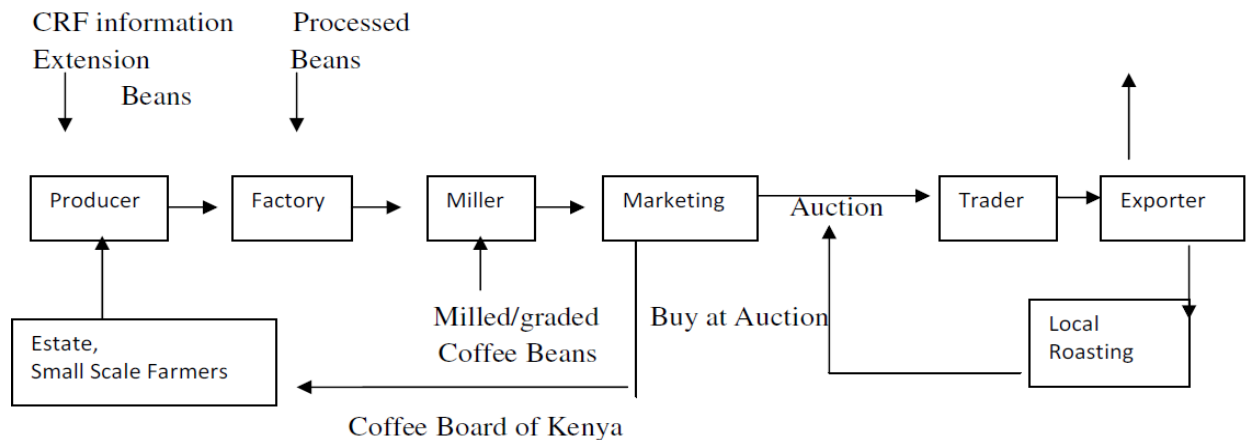 CRF information
Extension
Beans
Processed
Beans
Producer
Factory
Miller
Marketing
Auction
Trader
Exporter
Estate,
Small Scale Farmers
Milled/graded
Coffee Beans
Buy at Auction
Local
Roasting
Coffee Board of Kenya